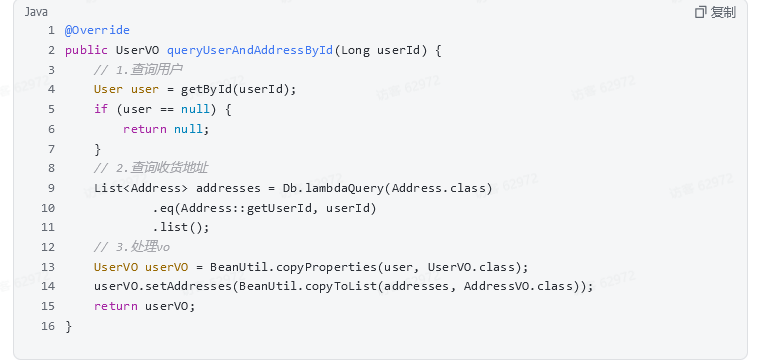 Java
复制
1 @Override
2 public UserVO queryUserAndAddressById(Long userId) {
3 // 1.查询用户
4 User user = getById(userId);
5 if (user == null) {
6 return null;
7 }
8 // 2.查询收货地址
9 List<Address> addresses = Db.lambdaQuery(Address.class)
10 .eq(Address::getUserId, userId)
11 .list();
12 // 3.处理vo
13 UserVO userVO = BeanUtil.copyProperties(user, UserVO.class);
14 userVO.setAddresses(BeanUtil.copyToList(addresses, AddressVO.class));
15 return userVO;
16 }